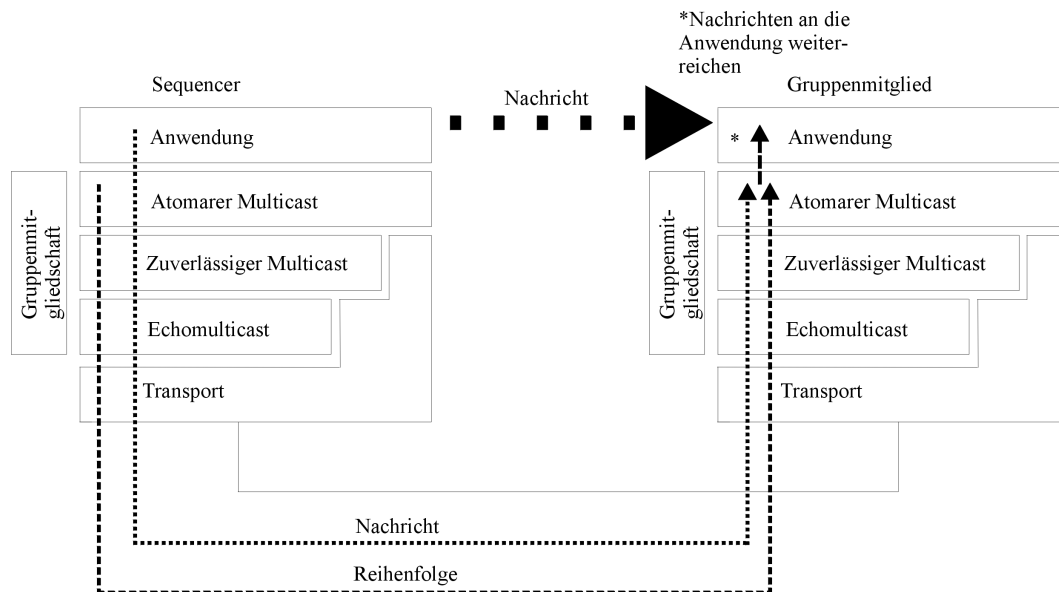 *Nachrichten an die
Anwendung weiter-
reichen
Sequencer
Nachricht
Gruppenmitglied
Anwendung
* Anwendung
Gruppenmit-
gliedschaft
Atomarer Multicast
Zuverlässiger Multicast
Echomulticast
Transport
Gruppenmit-
gliedschaft
Atomarer Multicast
Zuverlässiger Multicast
Echomulticast
Transport
Nachricht
Reihenfolge